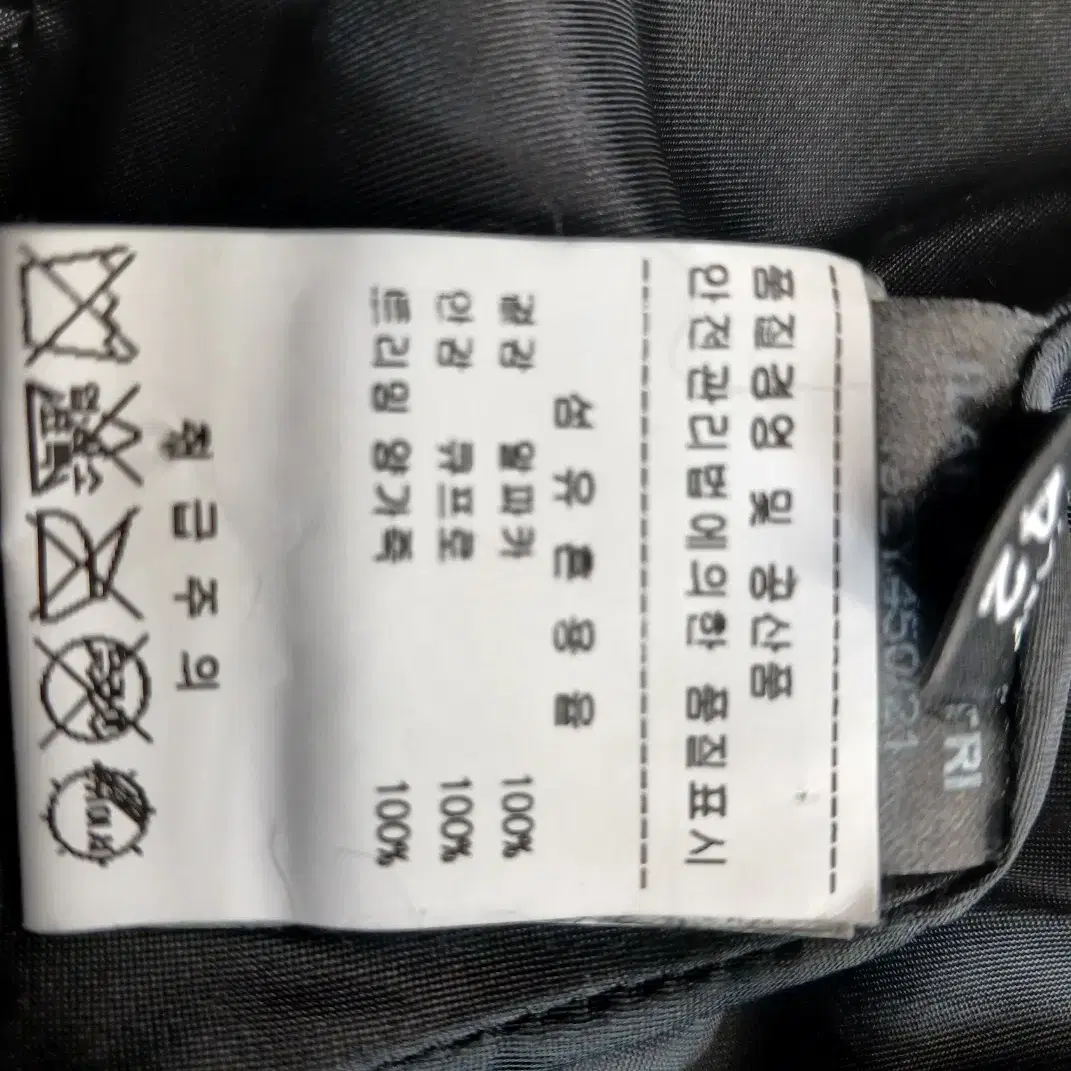 품질경영 및 공산품
안전관리법에의한 품질표시
섬 유 혼 용 율
겉감 알파카 100%
안감 큐프로 100%
트리밍 양가죽 100%
취 급 주 의
42
FRI